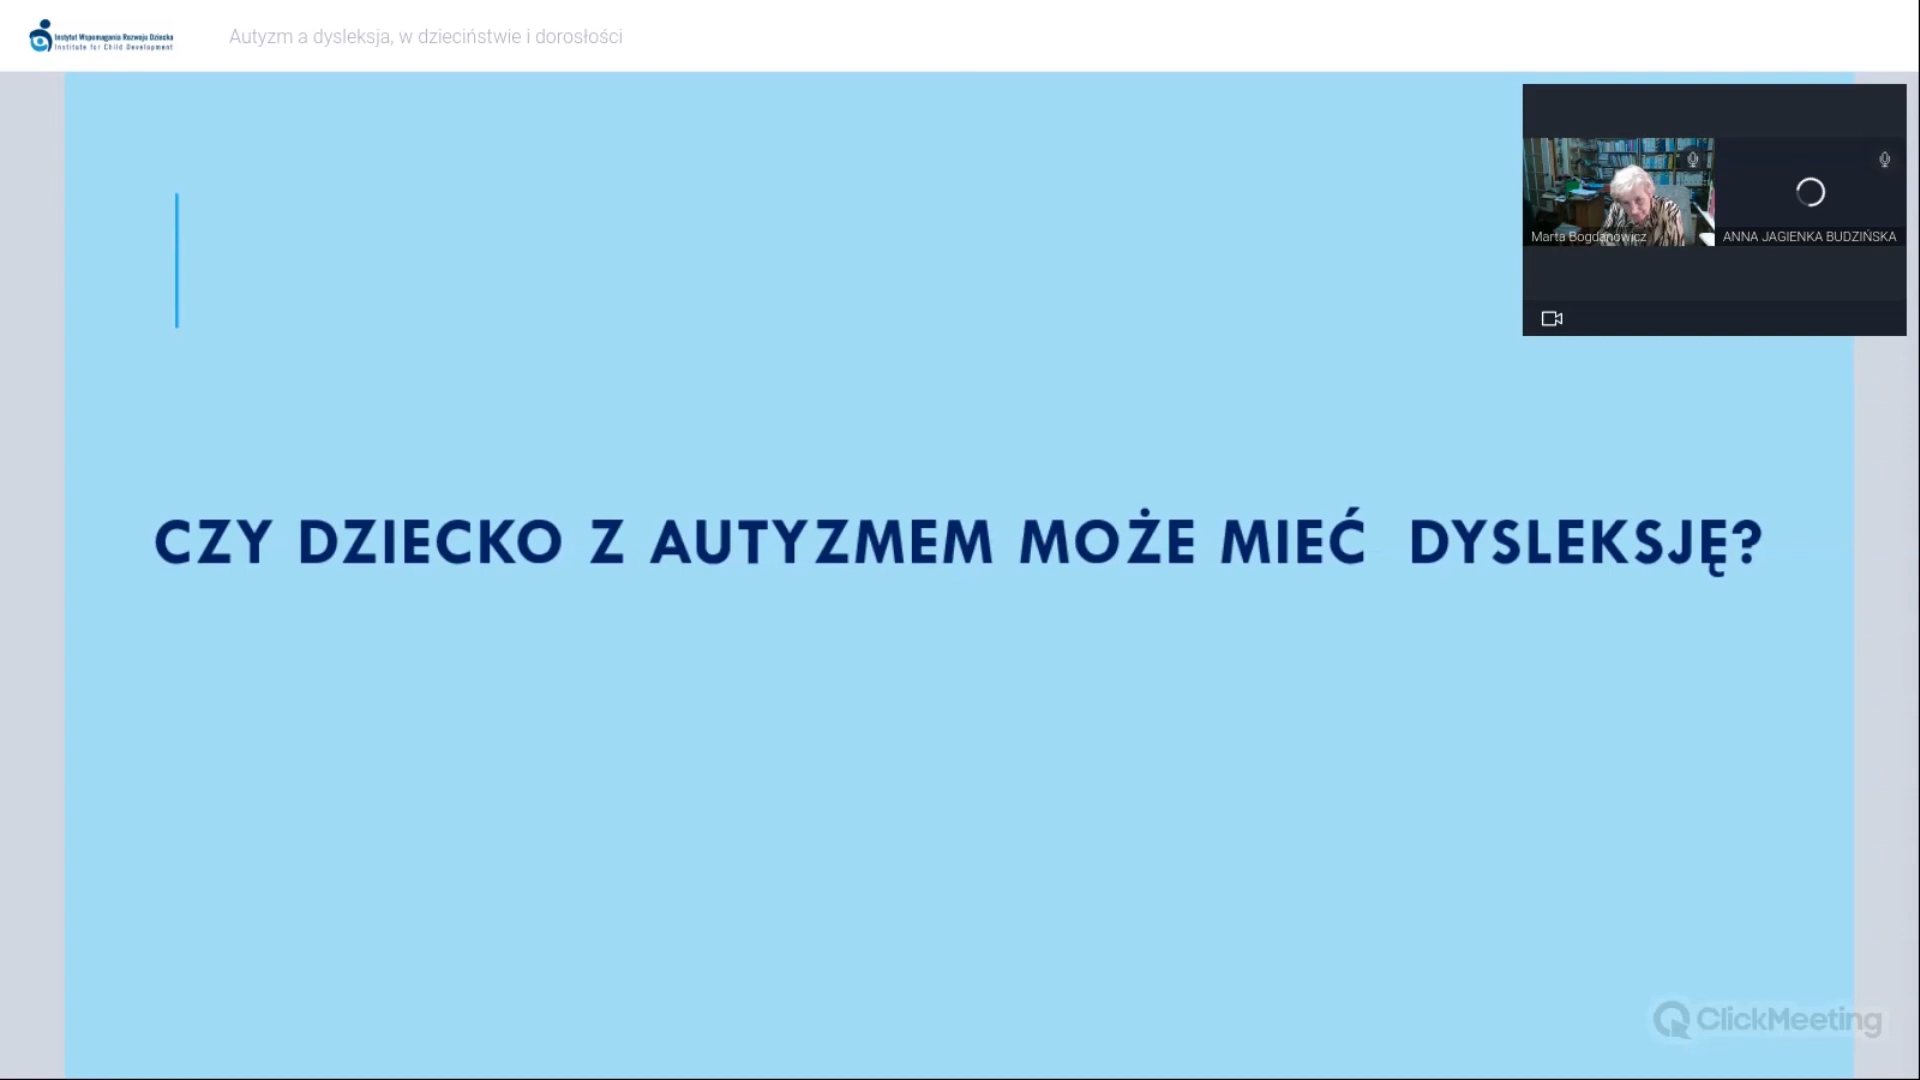 Instytut Wspomagania Rozwoju Dziecka
Institute for Child Development
Autyzm a dysleksja, w dzieciństwie i dorosłości
Marta Bogdanowicz
ANNA JAGIENKA BUDZIŃSKA
CZY DZIECKO Z AUTYZMEM MOŻE MIEĆ  DYSLEKSJĘ?
ClickMeeting